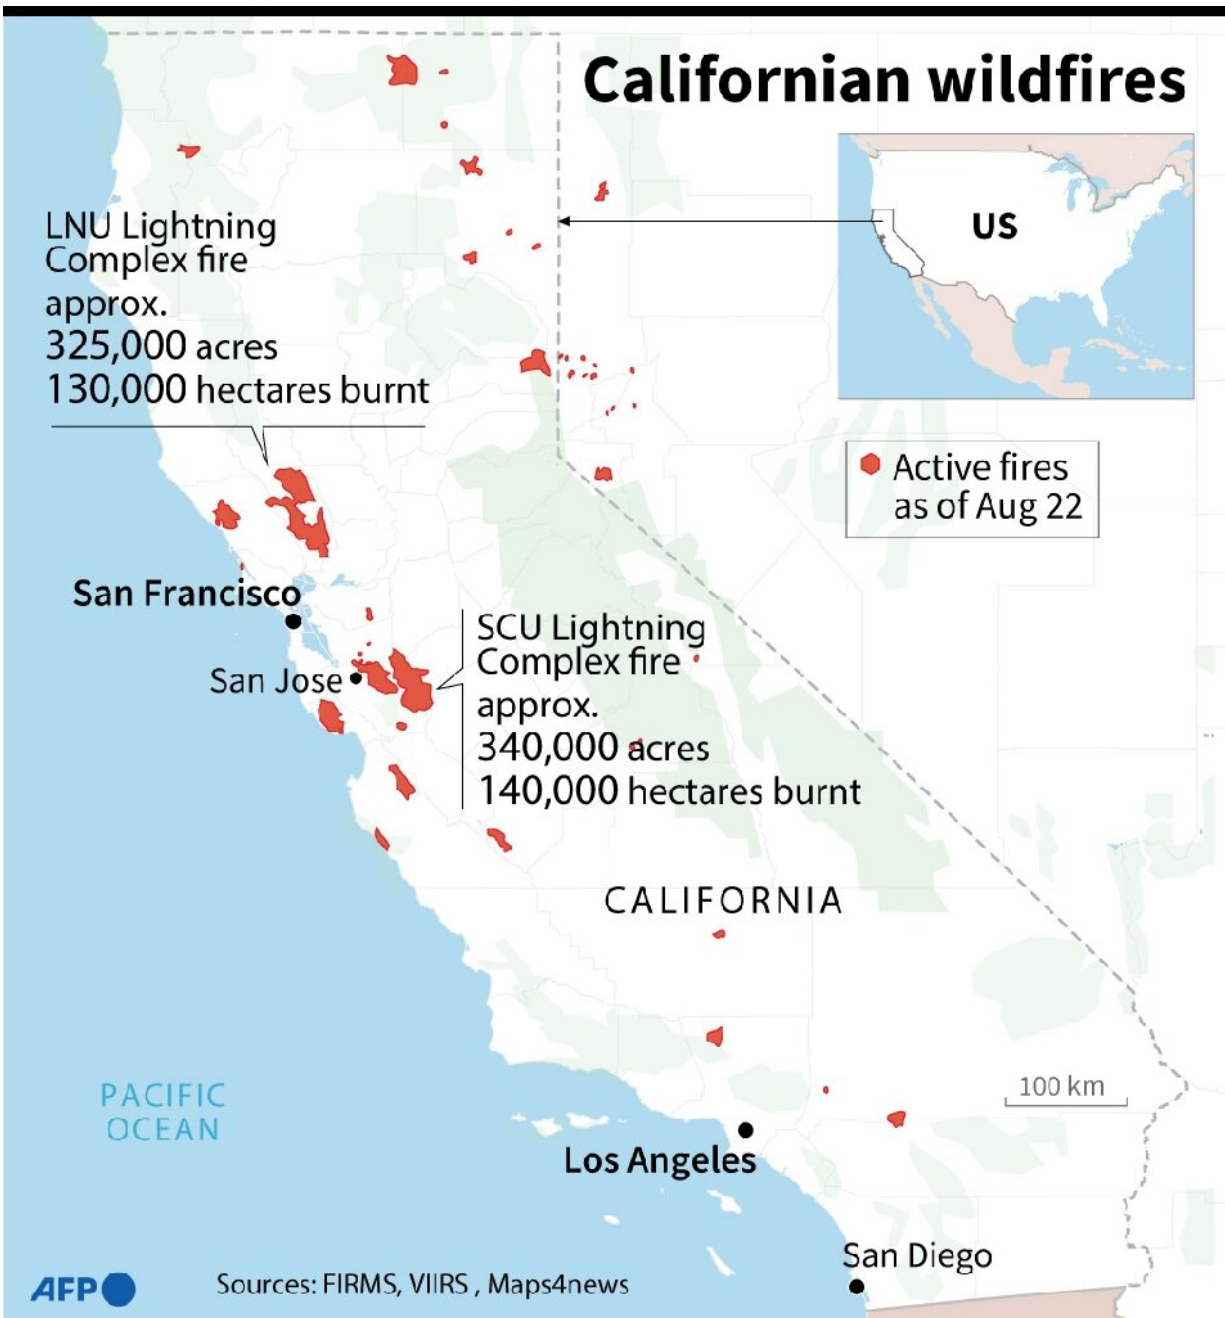 Californian wildfires
US
LNU Lightning
Complex fire
approx.
325,000 acres
130,000 hectares burnt
Active fires
as of Aug 22
San Francisco
San Jose
SCU Lightning
Complex fire
approx.
340,000 acres
140,000 hectares burnt
CALIFORNIA
PACIFIC
OCEAN
100 km
Los Angeles
San Diego
AFP
Sources: FIRMS, VIIRS , Maps4news